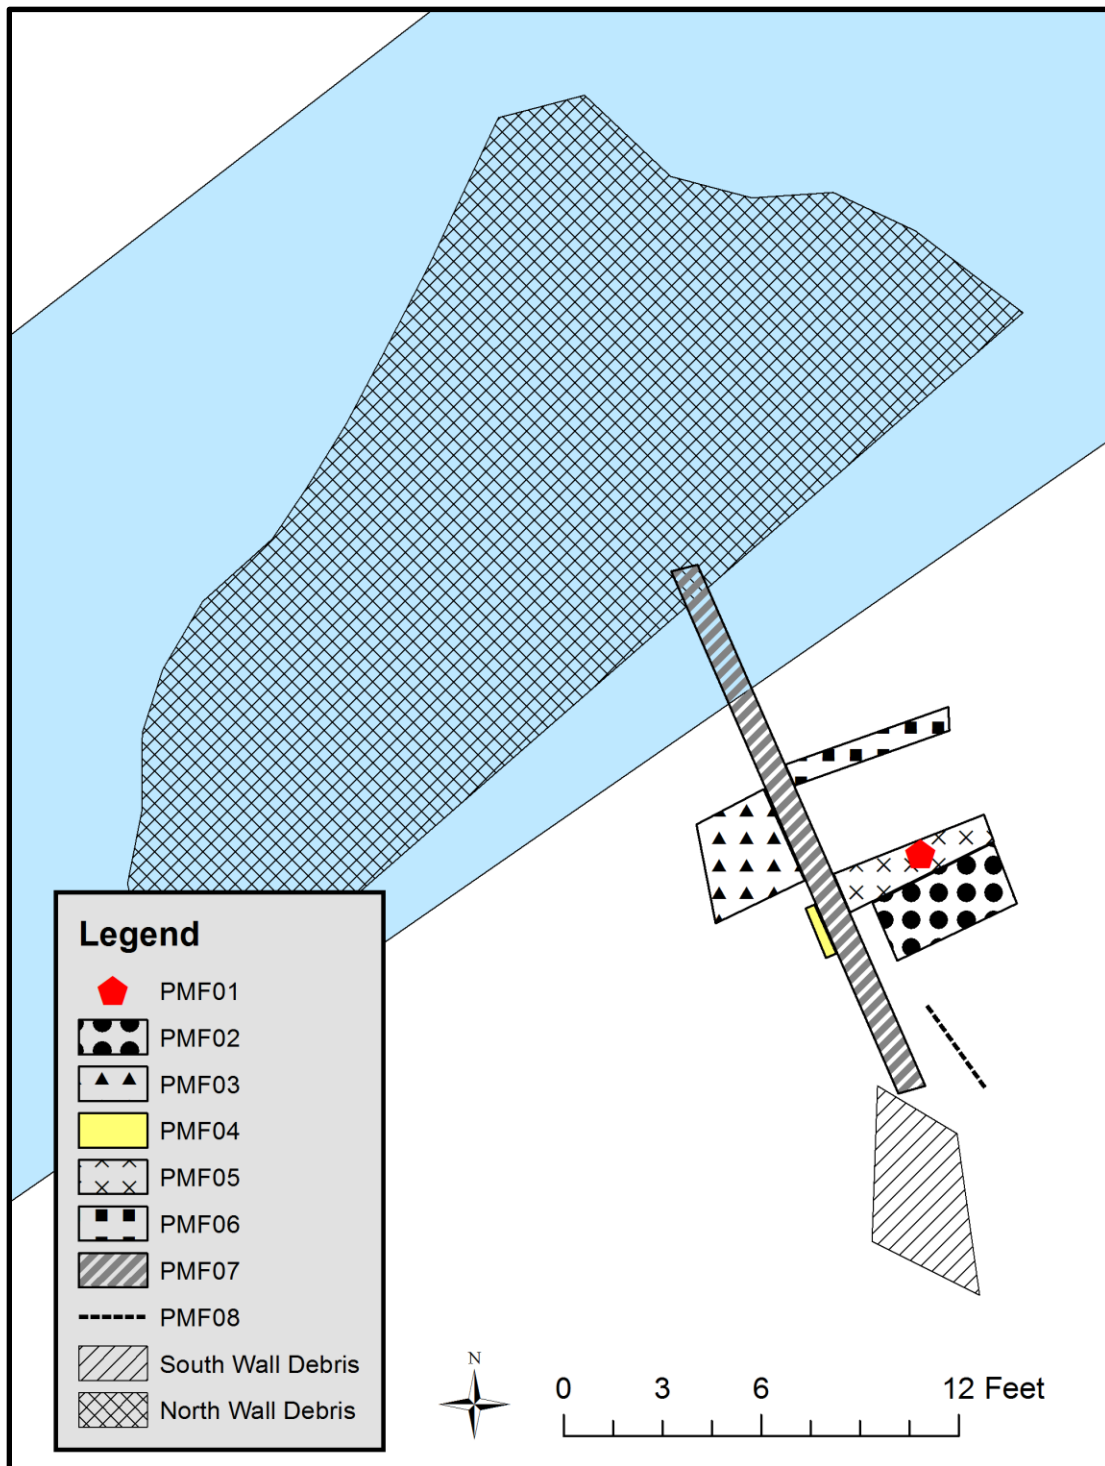 Legend
PMF01
PMF02
PMF03
PMF04
PMF05
PMF06
PMF07
PMF08
South Wall Debris
North Wall Debris
N
0 3 6 12 Feet